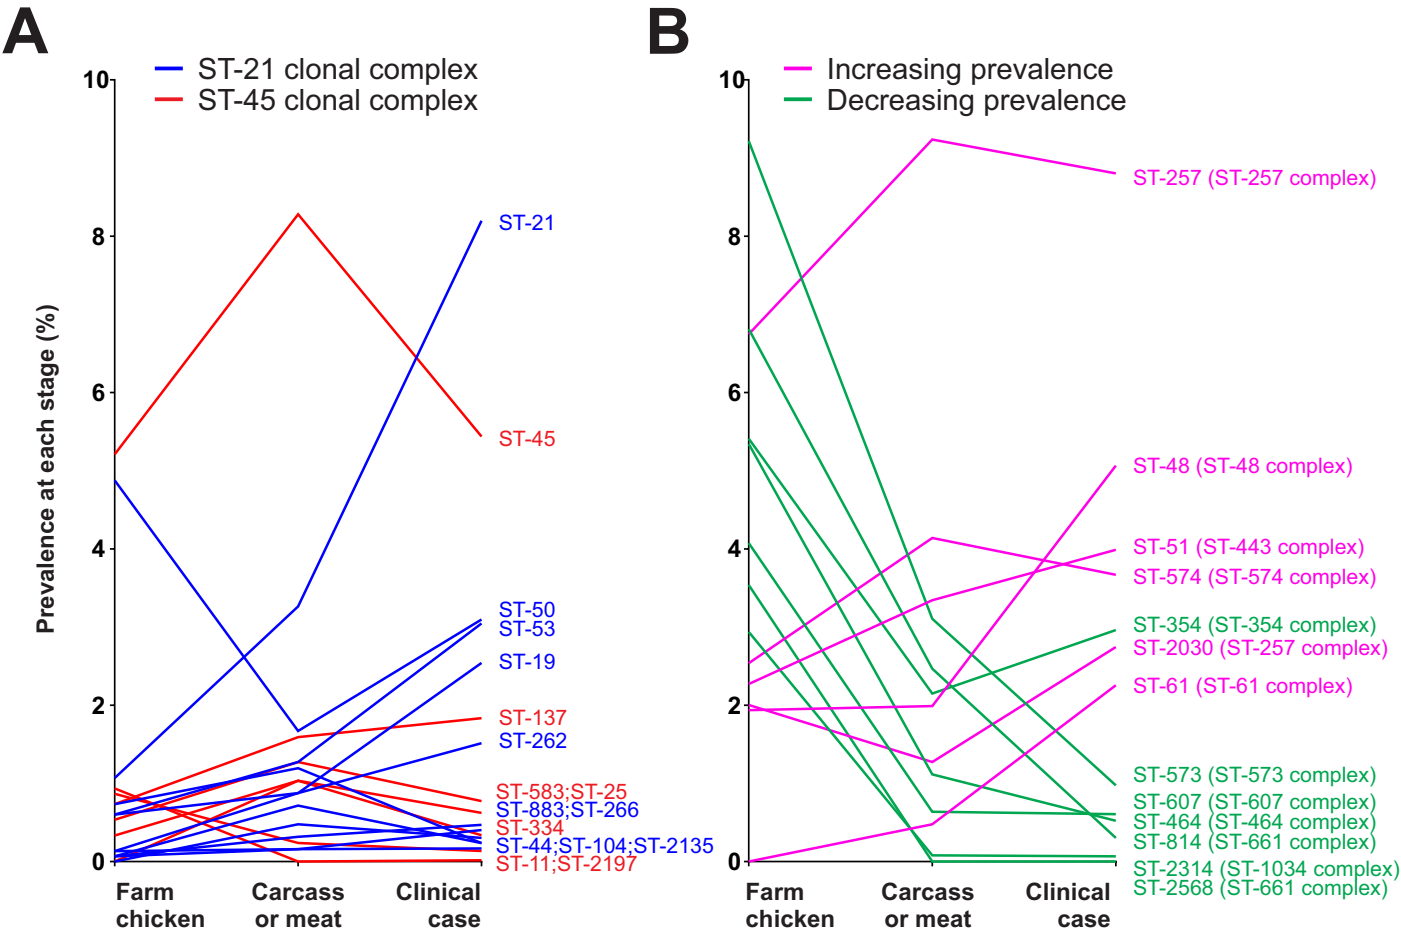 A
ST-21 clonal complex
ST-45 clonal complex
Prevalence at each stage (%)
10
8
6
4
2
0
ST-21
ST-45
ST-50
ST-53
ST-19
ST-137
ST-262
ST-583;ST-25
ST-883;ST-266
ST-334
ST-44;ST-104;ST-2135
ST-11;ST-2197
Farm
chicken
Carcass
or meat
Clinical
case
B
Increasing prevalence
Decreasing prevalence
10
8
6
4
2
0
ST-257 (ST-257 complex)
ST-48 (ST-48 complex)
ST-51 (ST-443 complex)
ST-574 (ST-574 complex)
ST-354 (ST-354 complex)
ST-2030 (ST-257 complex)
ST-61 (ST-61 complex)
ST-573 (ST-573 complex)
ST-607 (ST-607 complex)
ST-464 (ST-464 complex)
ST-814 (ST-661 complex)
ST-2314 (ST-1034 complex)
ST-2568 (ST-661 complex)
Farm
chicken
Carcass
or meat
Clinical
case